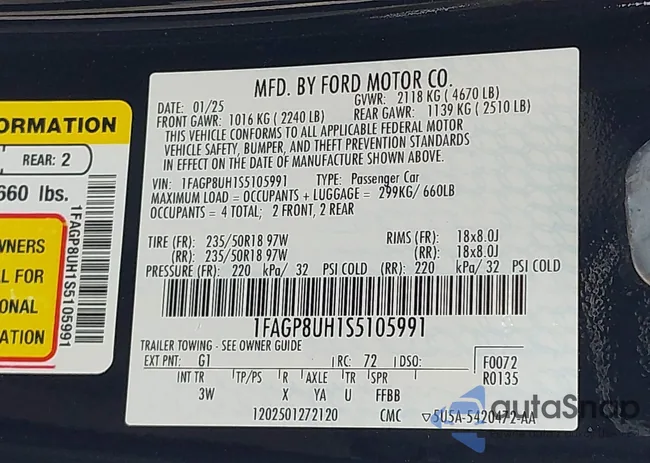 ORMATION
REAR: 2
660 lbs.
WNERS
L FOR
ONAL
ATION
1FAGP8UH1S5105991
MFD. BY FORD MOTOR CO.
DATE: 01/25 GVWR: 2118 KG ( 4670 LB)
FRONT GAWR: 1016 KG ( 2240 LB) REAR GAWR: 1139 KG ( 2510 LB)
THIS VEHICLE CONFORMS TO ALL APPLICABLE FEDERAL MOTOR
VEHICLE SAFETY, BUMPER, AND THEFT PREVENTION STANDARDS
IN EFFECT ON THE DATE OF MANUFACTURE SHOWN ABOVE.
VIN: 1FAGP8UH1S5105991 TYPE: Passenger Car
MAXIMUM LOAD = OCCUPANTS + LUGGAGE = 299KG/ 660LB
OCCUPANTS = 4 TOTAL; 2 FRONT, 2 REAR
TIRE (FR): 235/50R18 97W RIMS (FR): 18x8.0J
(RR): 235/50R18 97W (RR): 18x8.0J
PRESSURE (FR): 220 kPa/ 32 PSI COLD (RR): 220 kPa/ 32 PSI COLD
1FAGP8UH1S5105991
TRAILER TOWING - SEE OWNER GUIDE
EXT PNT: G1 RC: 72 DSO: F0072
INT TR TP/PS R AXLE TR SPR R0135
3W X YA U FFBB
1202501272120 CMC ▽5U5A-5420472-AA
autoSnap